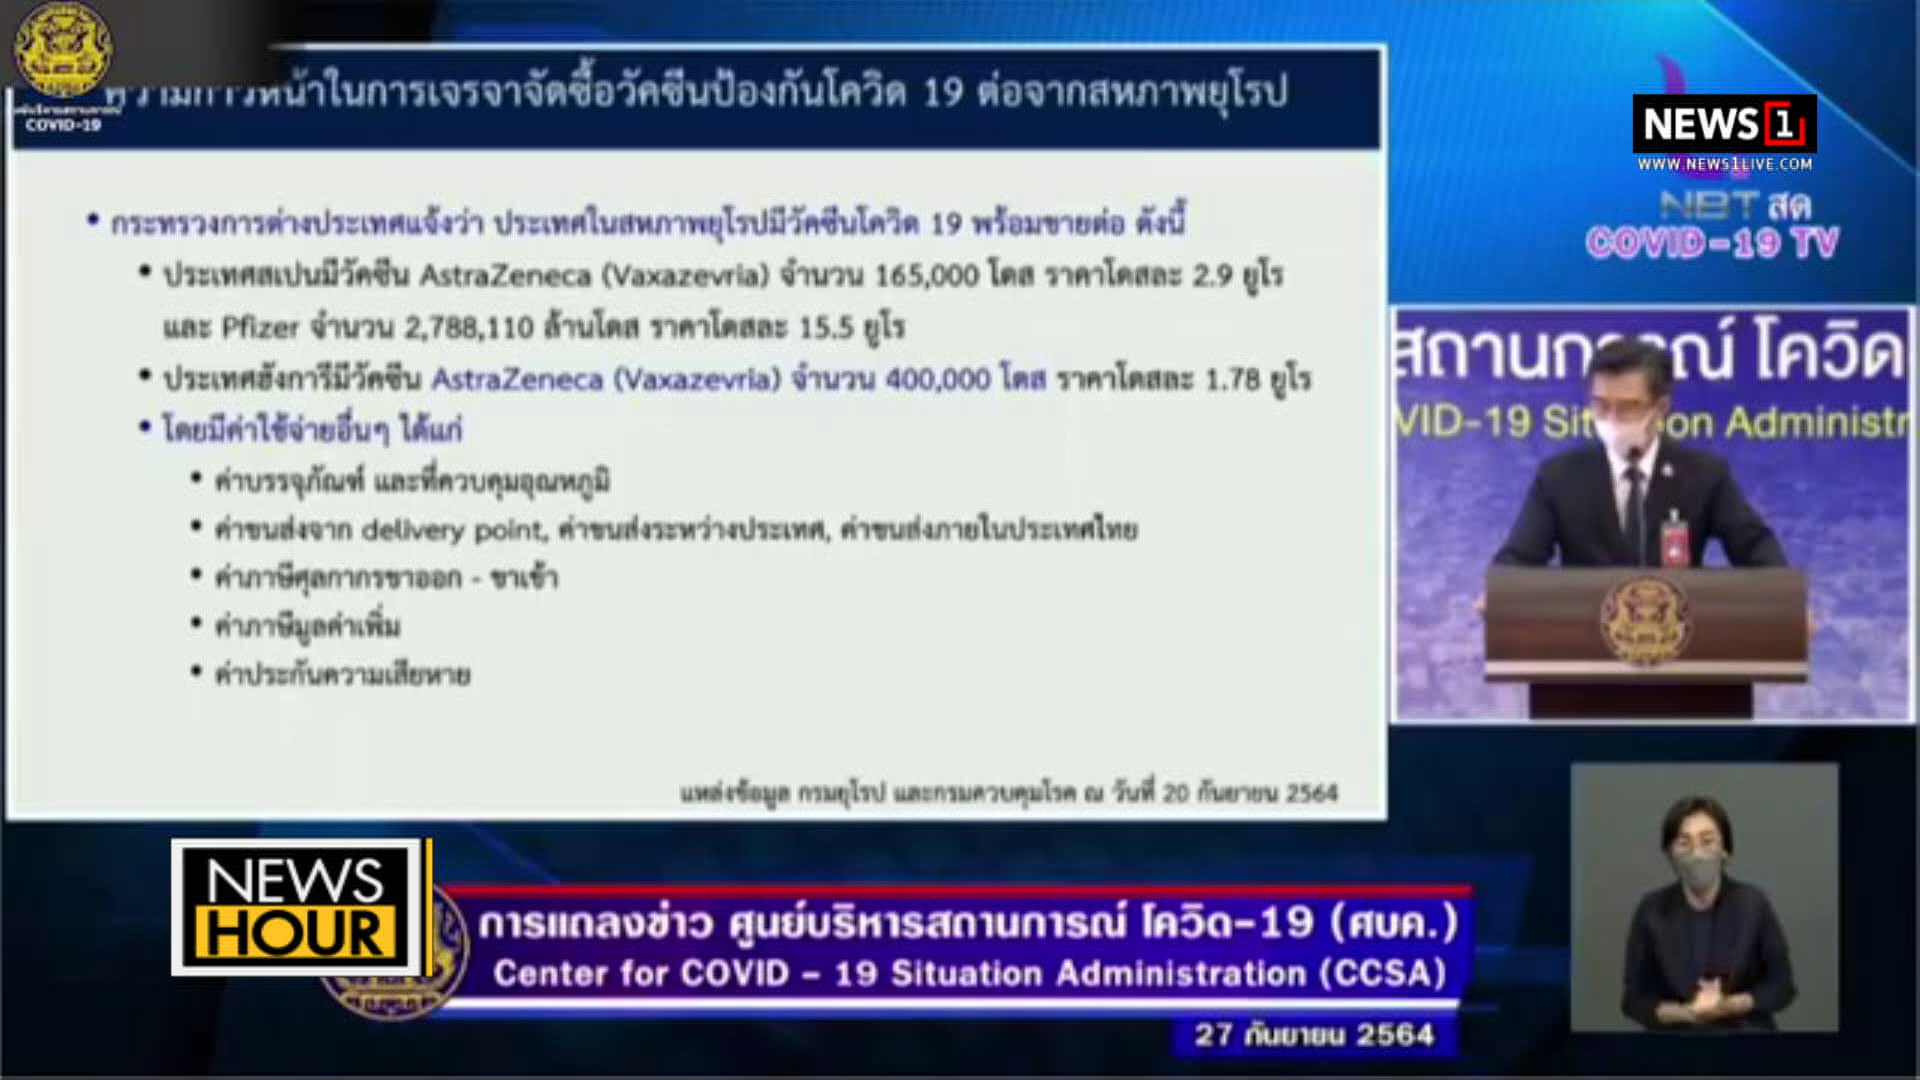 COVID-19
ความก้าวหน้าในการเจรจาจัดซื้อวัคซีนป้องกันโควิด 19 ต่อจากสหภาพยุโรป
• กระทรวงการต่างประเทศแจ้งว่า ประเทศในสหภาพยุโรปมีวัคซีนโควิด 19 พร้อมขายต่อ ดังนี้
• ประเทศสเปนมีวัคซีน AstraZeneca (Vaxazevria) จำนวน 165,000 โดส ราคาโดสละ 2.9 ยูโร
และ Pfizer จำนวน 2,788,110 ล้านโดส ราคาโดสละ 15.5 ยูโร
• ประเทศฮังการีมีวัคซีน AstraZeneca (Vaxazevria) จำนวน 400,000 โดส ราคาโดสละ 1.78 ยูโร
• โดยมีค่าใช้จ่ายอื่นๆ ได้แก่
• ค่าบรรจุภัณฑ์ และที่ควบคุมอุณหภูมิ
• ค่าขนส่งจาก delivery point, ค่าขนส่งระหว่างประเทศ, ค่าขนส่งภายในประเทศไทย
• ค่าภาษีศุลกากรขาออก - ขาเข้า
• ค่าภาษีมูลค่าเพิ่ม
• ค่าประกันความเสียหาย
แหล่งข้อมูล กรมยุโรป และกรมควบคุมโรค ณ วันที่ 20 กันยายน 2564
NEWS 1
WWW.NEWS1LIVE.COM
NBT สด
COVID-19 TV
สถานก ณ์ โควิด
VID-19 Sit on Administr
NEWS
HOUR
การแถลงข่าว ศูนย์บริหารสถานการณ์ โควิด-19 (ศบค.)
Center for COVID - 19 Situation Administration (CCSA)
27 กันยายน 2564